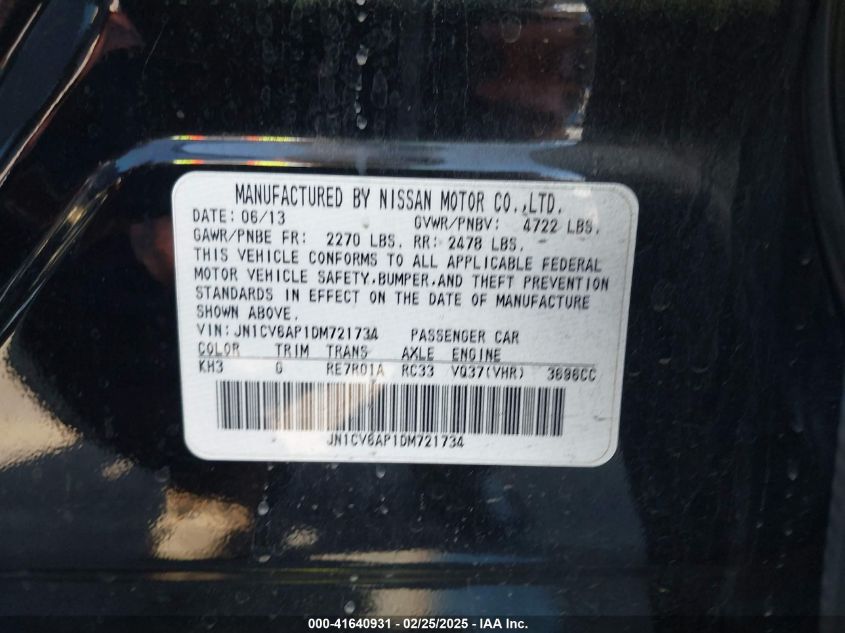 MANUFACTURED BY NISSAN MOTOR CO.,LTD.
DATE: 06/13 GVWR/PNBV: 4722 LBS.
GAWR/PNBE FR: 2270 LBS. RR: 2478 LBS.
THIS VEHICLE CONFORMS TO ALL APPLICABLE FEDERAL
MOTOR VEHICLE SAFETY,BUMPER,AND THEFT PREVENTION
STANDARDS IN EFFECT ON THE DATE OF MANUFACTURE
SHOWN ABOVE.
VIN: JN1CV6AP1DM721734 PASSENGER CAR
COLOR TRIM TRANS AXLE ENGINE
KH3 G RE7R01A RC33 VQ37(VHR) 3696CC
JN1CV6AP1DM721734
000-41640931 - 02/25/2025 - IAA Inc.